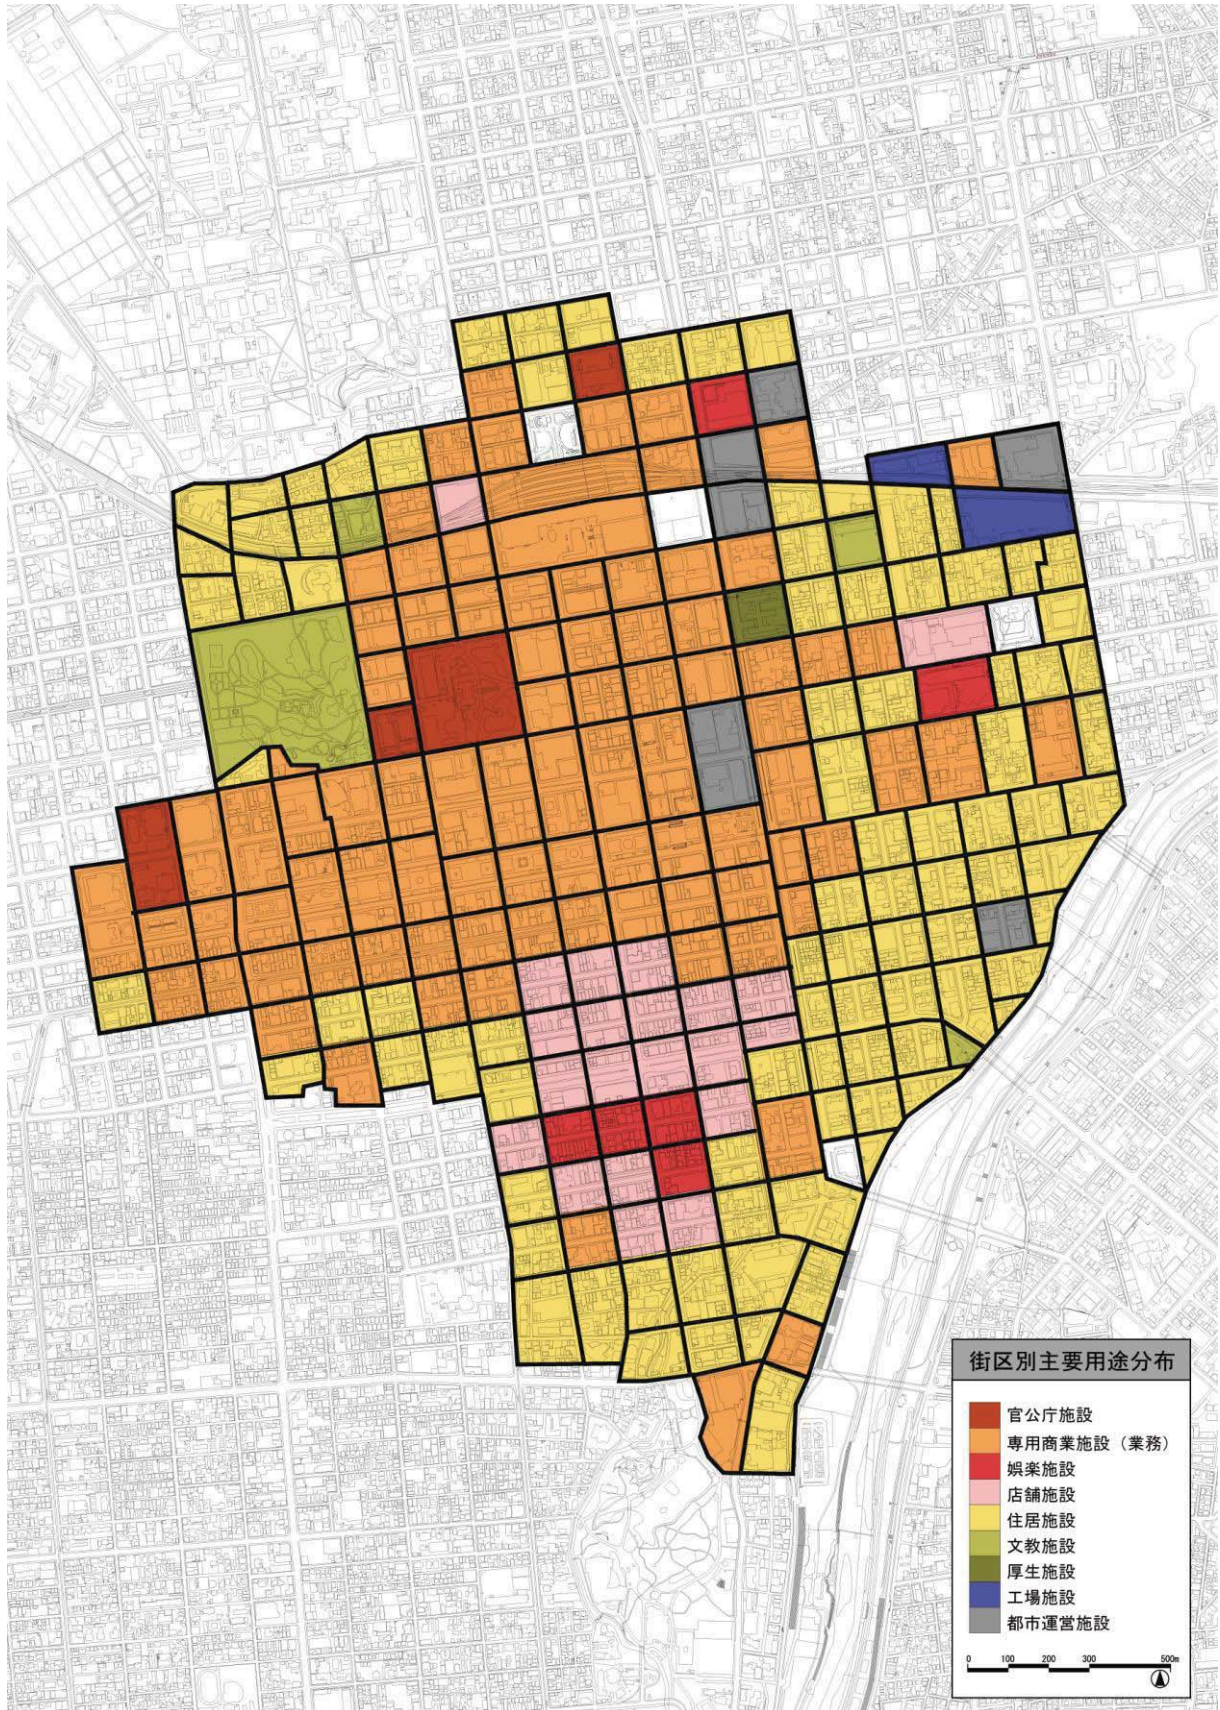 街区別主要用途分布
官公庁施設
専用商業施設（業務）
娯楽施設
店舗施設
住居施設
文教施設
厚生施設
工場施設
都市運営施設
0 100 200 300 500m